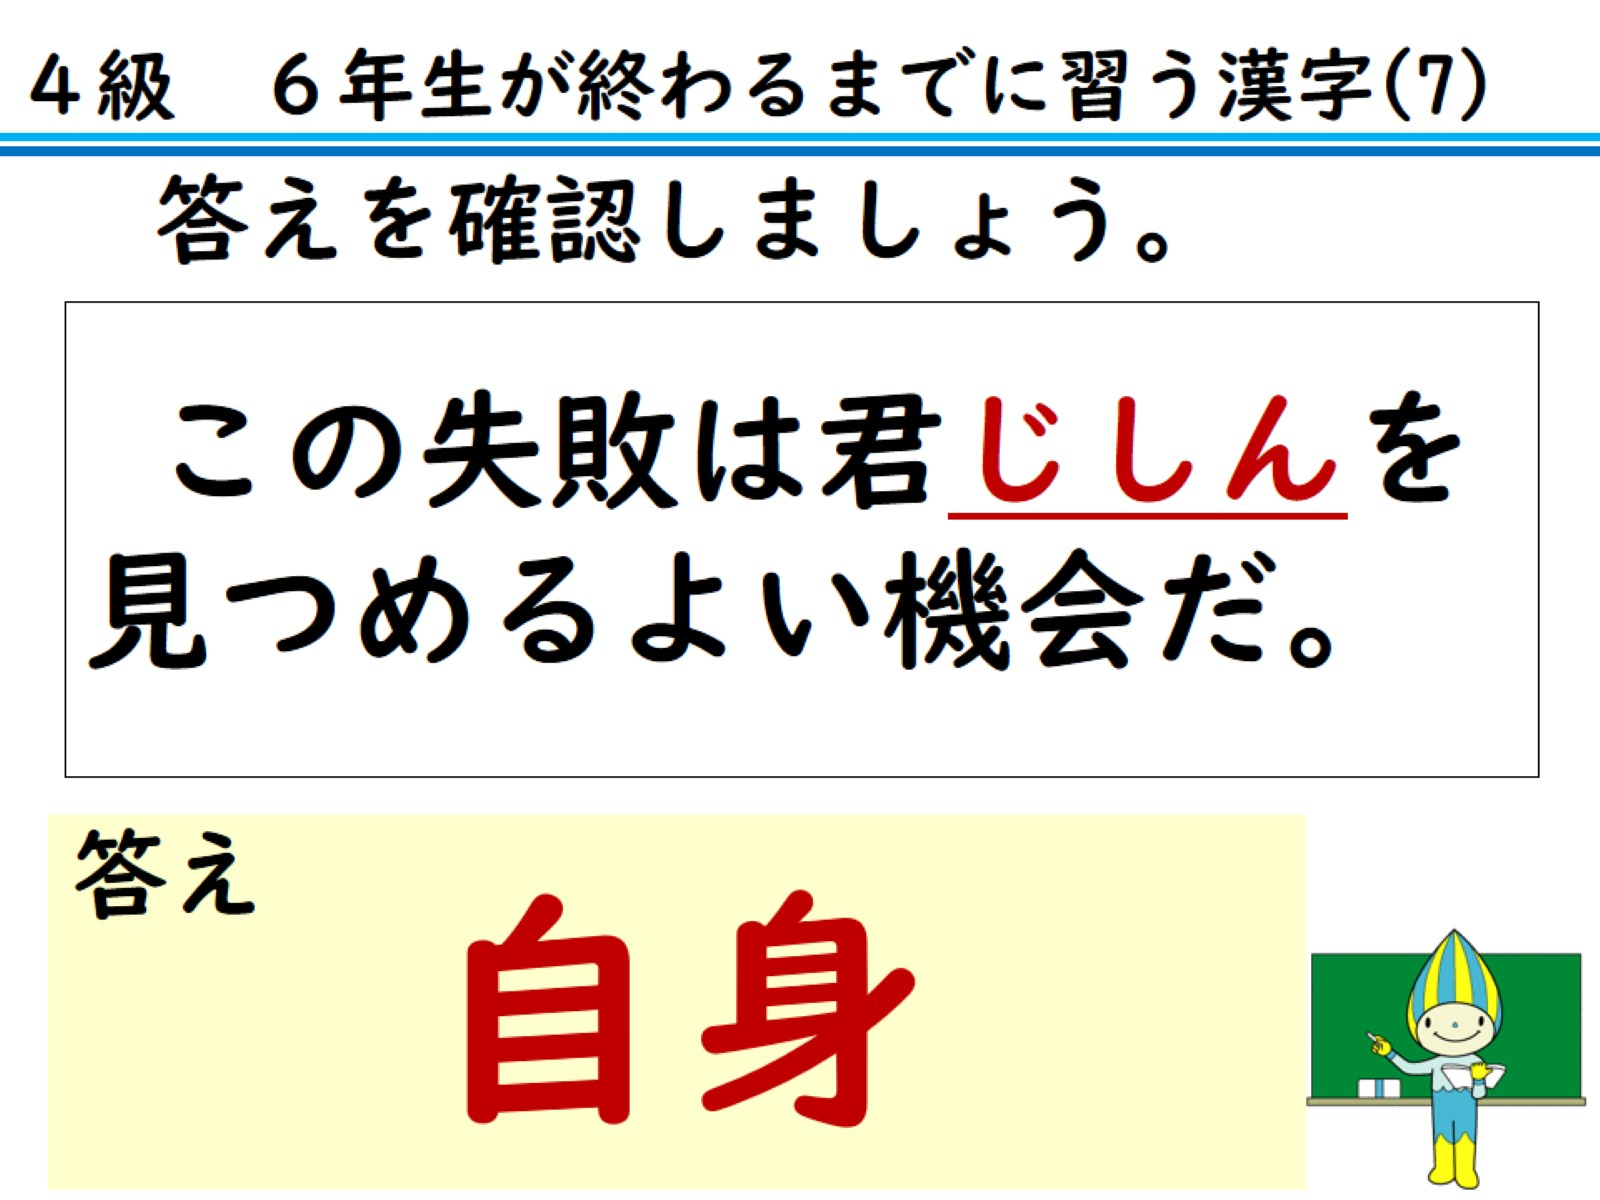 ４級　６年生が終わるまでに習う漢字(7)
答えを確認しましょう。
この失敗は君じしんを
見つめるよい機会だ。
答え
自身